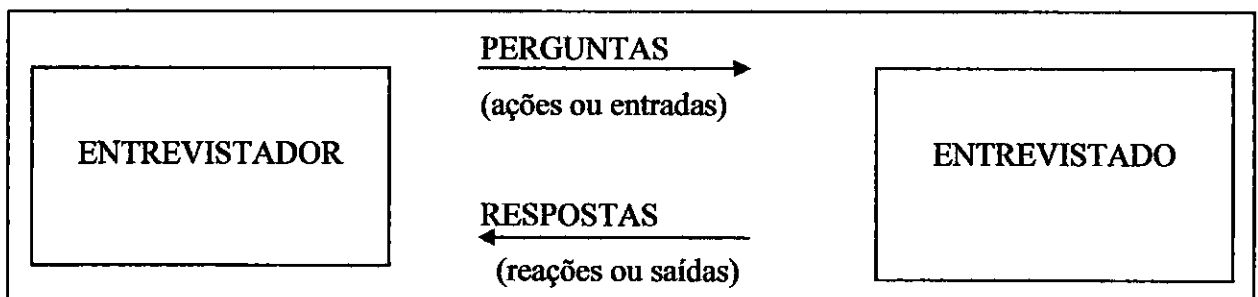 PERGUNTAS
(ações ou entradas)
ENTREVISTADOR
ENTREVISTADO
RESPOSTAS
(reações ou saídas)